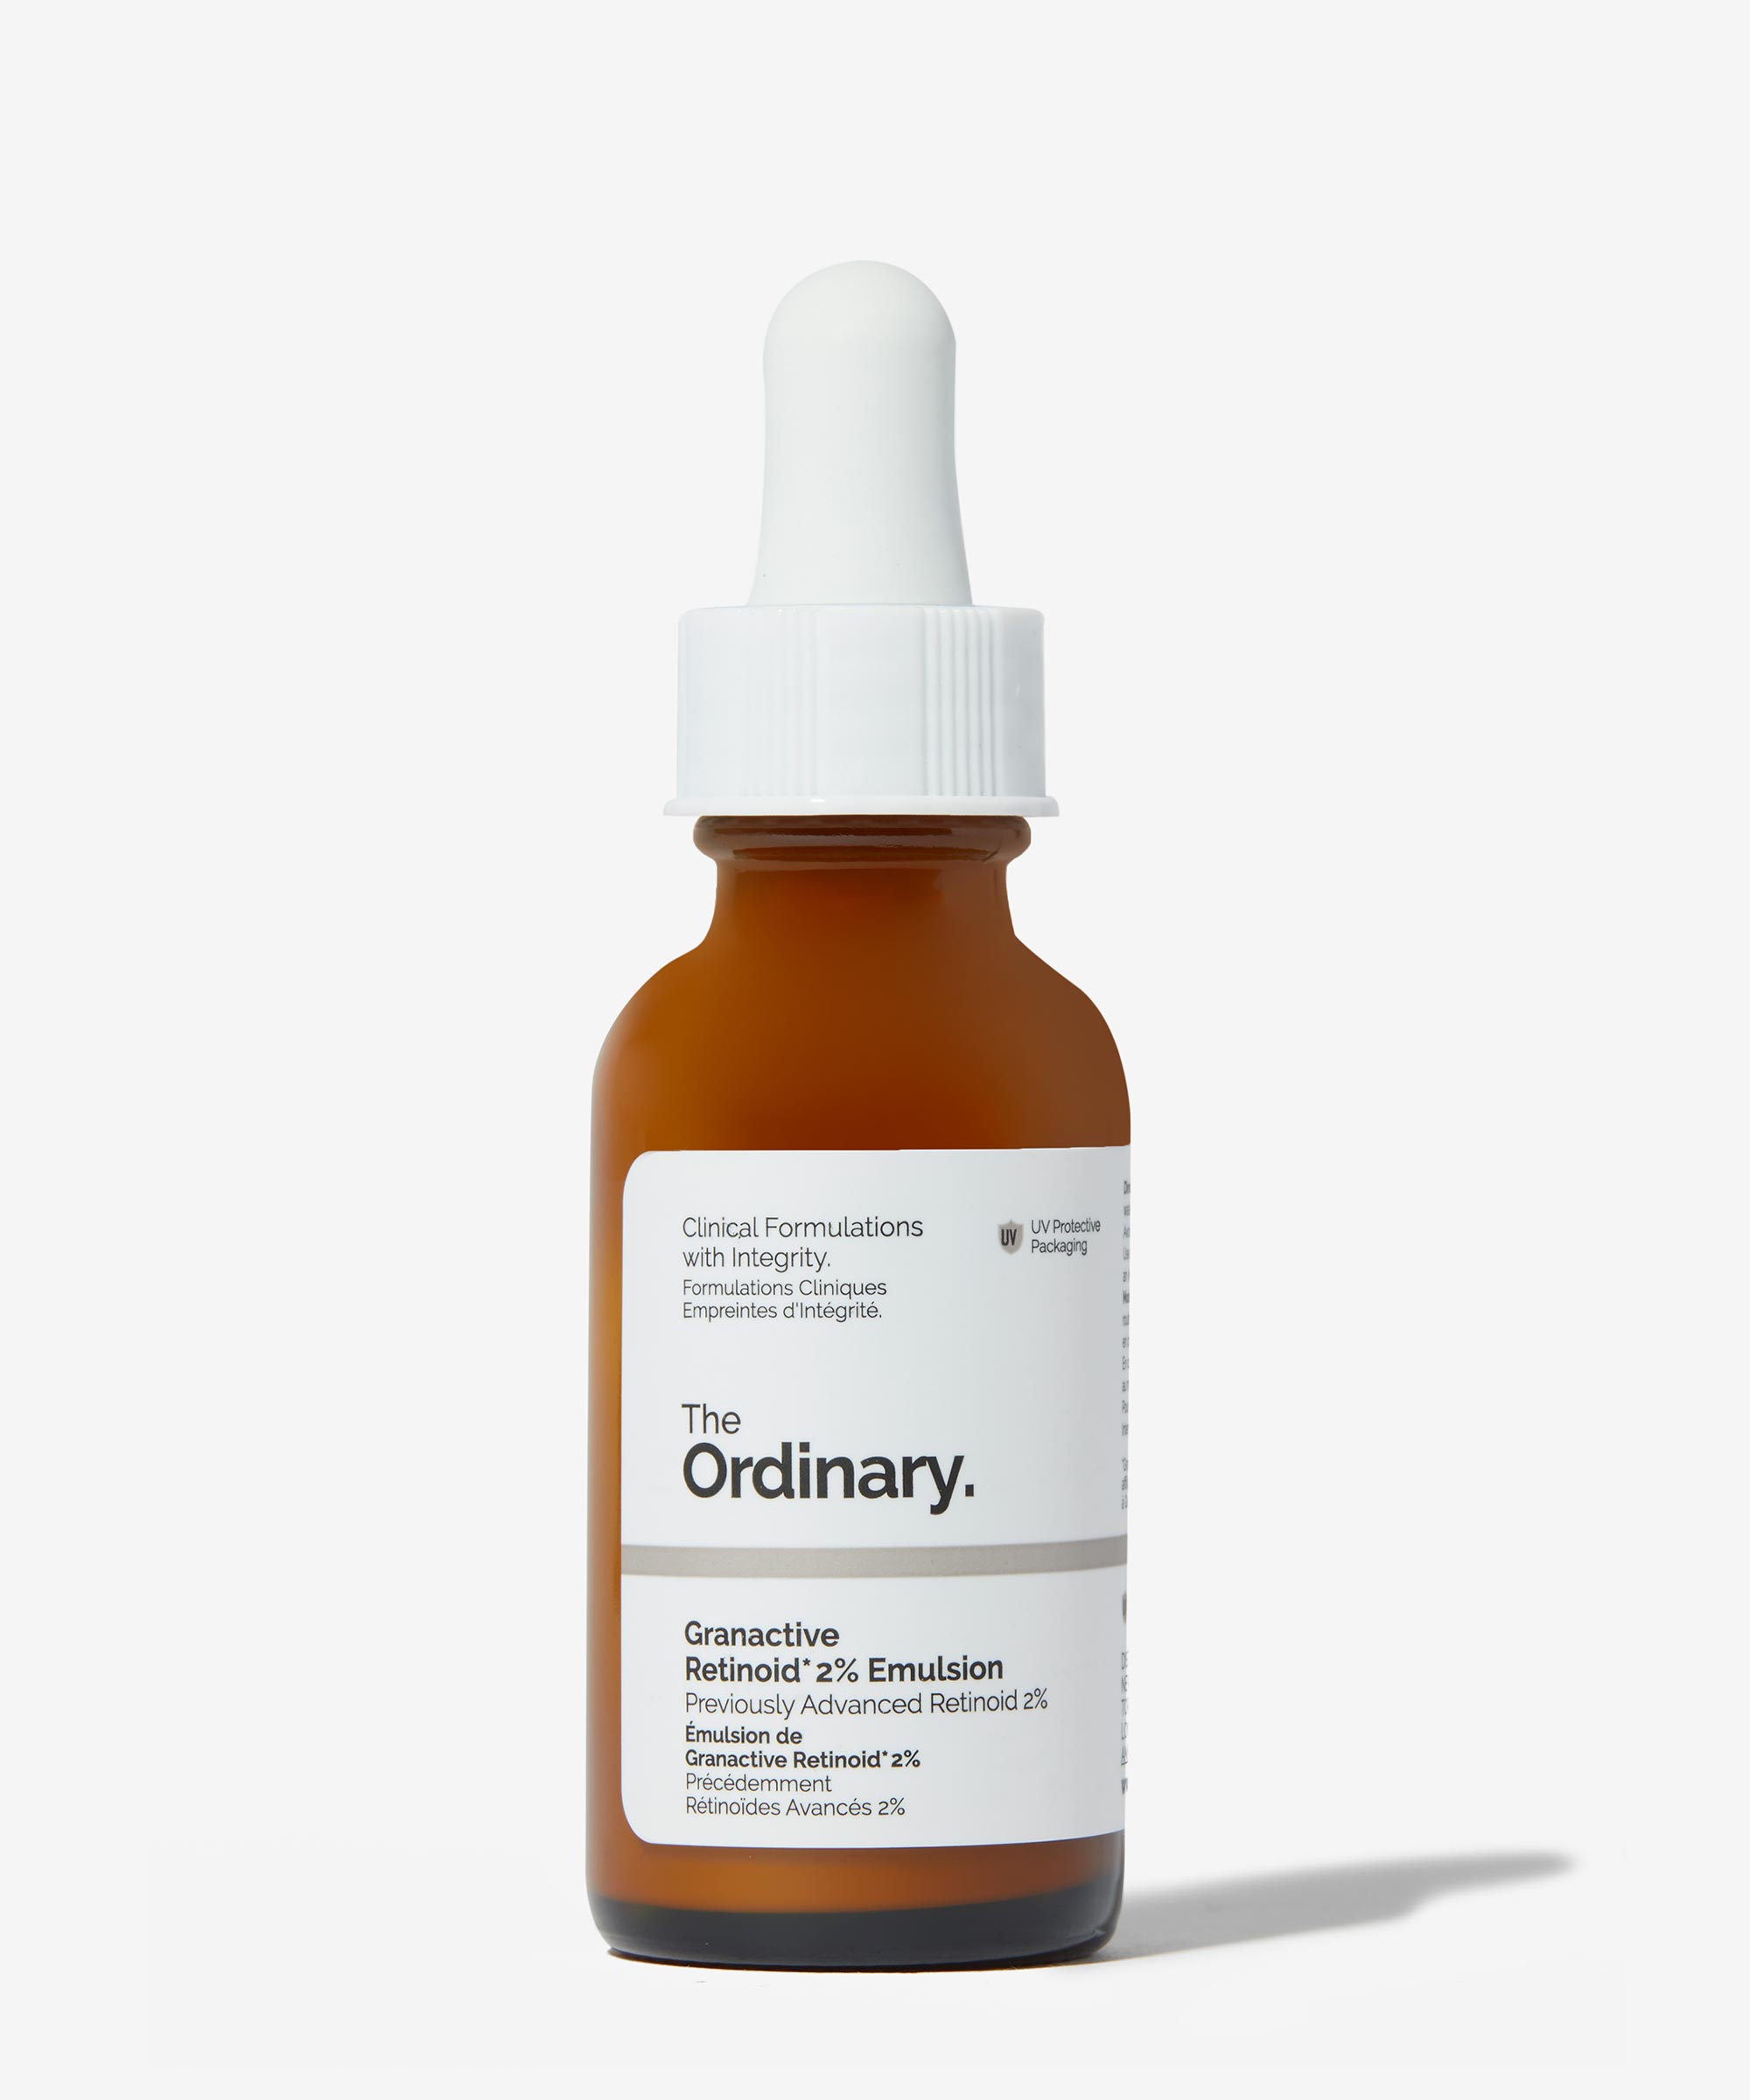 Clinical Formulations
with Integrity.
Formulations Cliniques
Empreintes d'Intégrité.
UV
UV Protective
Packaging
The
Ordinary.
Granactive
Retinoid* 2% Emulsion
Previously Advanced Retinoid 2%
Émulsion de
Granactive Retinoid* 2%
Précédemment
Rétinoïdes Avancés 2%